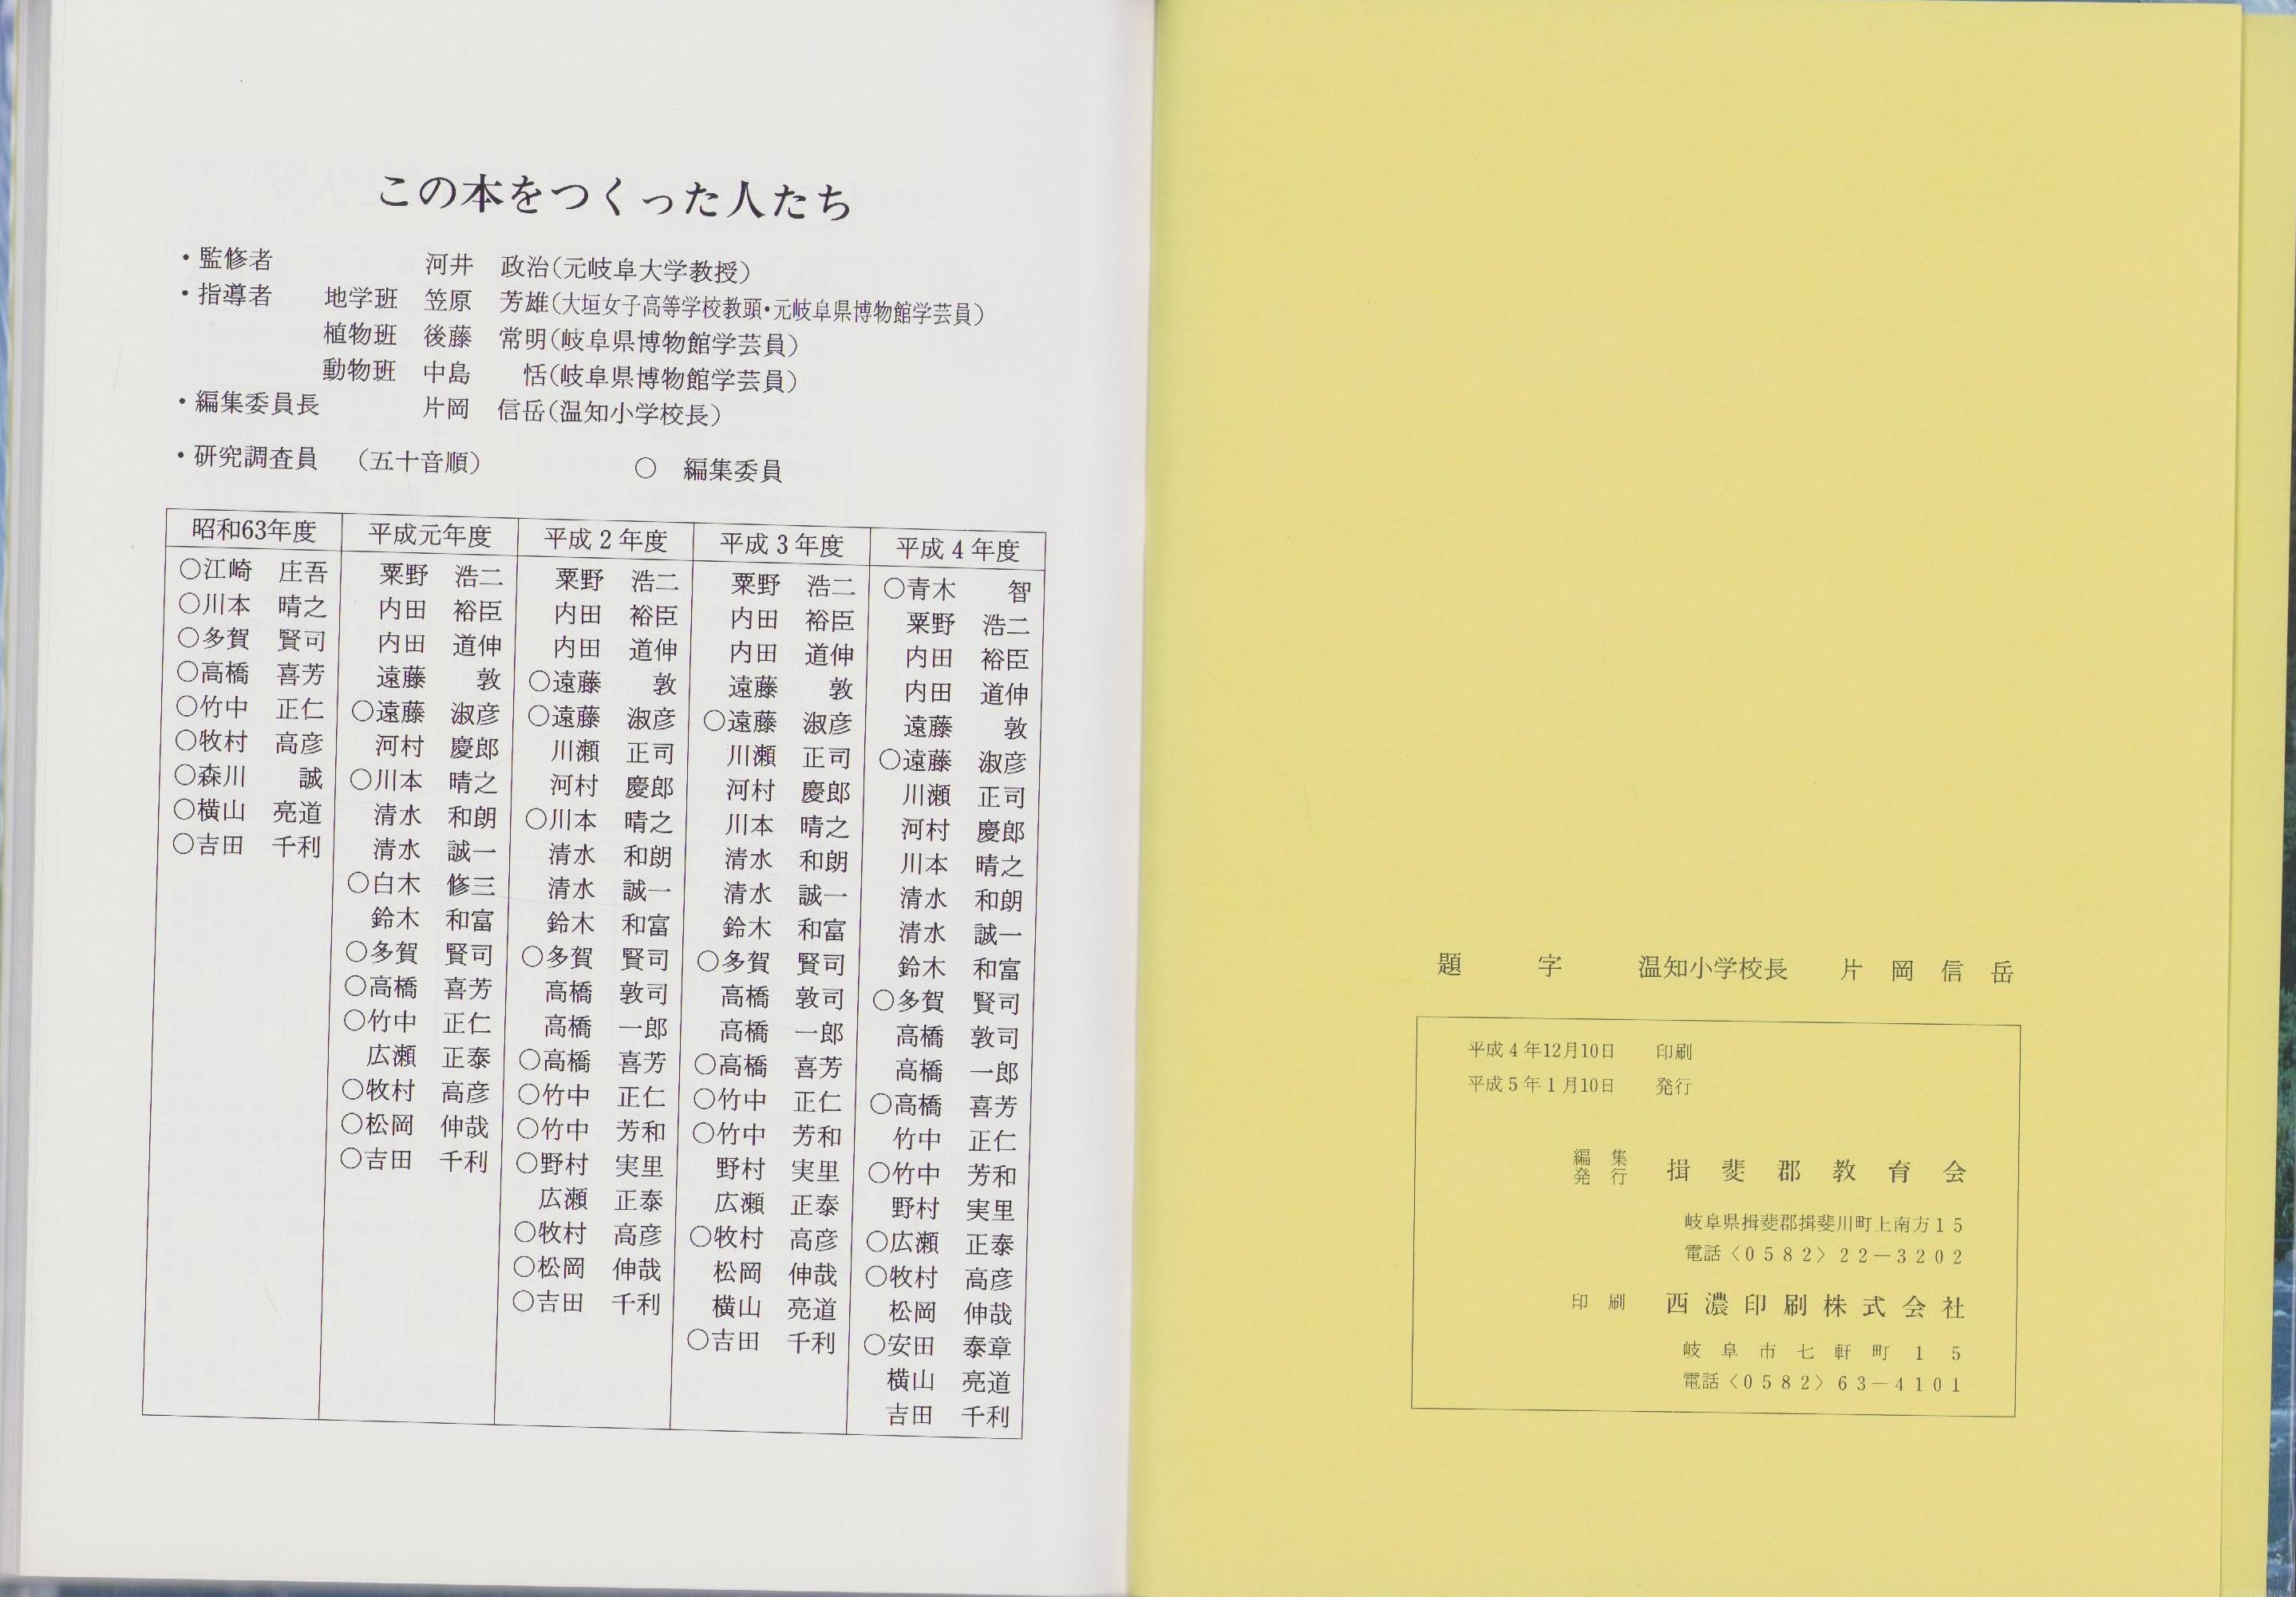 この本をつくった人たち
・監修者　河井　政治(元岐阜大学教授)
・指導者　地学班　笠原　芳雄(大垣女子高等学校教頭・元岐阜県博物館学芸員)
植物班　後藤　常明(岐阜県博物館学芸員)
動物班　中島　恬(岐阜県博物館学芸員)
・編集委員長　片岡　信岳(温知小学校長)
・研究調査員　(五十音順)　○　編集委員
昭和63年度
○江崎　庄吾
○川本　晴之
○多賀　賢司
○高橋　喜芳
○竹中　正仁
○牧村　高彦
○森川　誠
○横山　亮道
○吉田　千利
平成元年度
粟野　浩二
内田　裕臣
内田　道伸
遠藤　敦
○遠藤　淑彦
河村　慶郎
○川本　晴之
清水　和朗
清水　誠一
○白木　修三
鈴木　和富
○多賀　賢司
○高橋　喜芳
○竹中　正仁
広瀬　正泰
○牧村　高彦
○松岡　伸哉
○吉田　千利
平成2年度
粟野　浩二
内田　裕臣
内田　道伸
○遠藤　敦
○遠藤　淑彦
川瀬　正司
河村　慶郎
○川本　晴之
清水　和朗
清水　誠一
鈴木　和富
○多賀　賢司
高橋　敦司
高橋　一郎
○高橋　喜芳
○竹中　正仁
○竹中　芳和
○野村　実里
広瀬　正泰
○牧村　高彦
○松岡　伸哉
○吉田　千利
平成3年度
粟野　浩二
内田　裕臣
内田　道伸
遠藤　敦
○遠藤　淑彦
川瀬　正司
河村　慶郎
川本　晴之
清水　和朗
清水　誠一
鈴木　和富
○多賀　賢司
高橋　敦司
高橋　一郎
○高橋　喜芳
○竹中　正仁
○竹中　芳和
野村　実里
広瀬　正泰
○牧村　高彦
松岡　伸哉
横山　亮道
○吉田　千利
平成4年度
○青木　智
粟野　浩二
内田　裕臣
内田　道伸
遠藤　敦
○遠藤　淑彦
川瀬　正司
河村　慶郎
川本　晴之
清水　和朗
清水　誠一
鈴木　和富
○多賀　賢司
高橋　敦司
高橋　一郎
○高橋　喜芳
竹中　正仁
○竹中　芳和
野村　実里
○広瀬　正泰
○牧村　高彦
松岡　伸哉
○安田　泰章
横山　亮道
吉田　千利
題　字　温知小学校長　片岡信岳
平成4年12月10日　印刷
平成5年1月10日　発行
編集
発行　揖斐郡教育会
岐阜県揖斐郡揖斐川町上南方15
電話〈0582〉22―3202
印刷　西濃印刷株式会社
岐阜市七軒町15
電話〈0582〉63―4101